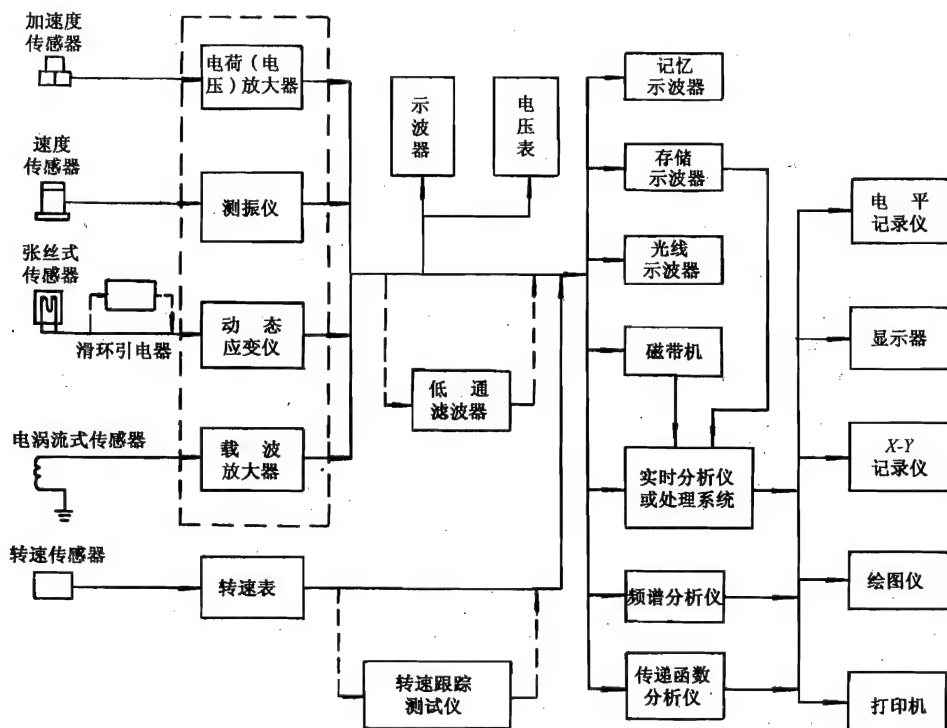 加速度
传感器
电荷（电
压）放大器
速度
传感器
测振仪
张丝式
传感器
滑环引电器
动态
应变仪
电涡流式传感器
载波
放大器
转速传感器
转速表
转速跟踪
测试仪
示
波
器
电
压
表
低通
滤波器
记忆
示波器
存储
示波器
光线
示波器
磁带机
实时分析仪
或处理系统
频谱分析仪
传递函数
分析仪
电平
记录仪
显示器
X-Y
记录仪
绘图仪
打印机